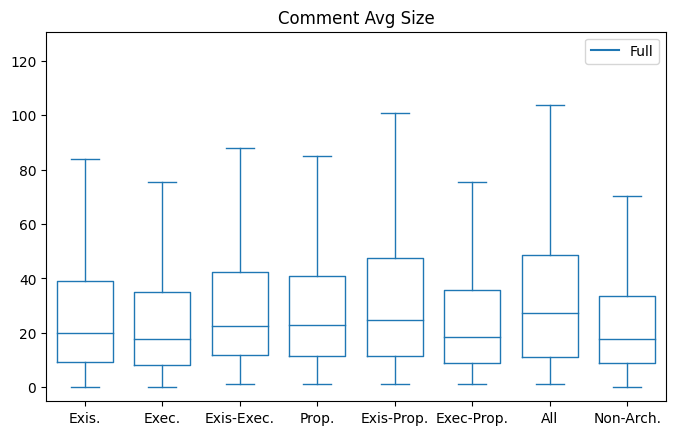 Comment Avg Size
Full
120
100
80
60
40
20
0
Exis. Exec. Exis-Exec. Prop. Exis-Prop. Exec-Prop. All Non-Arch.